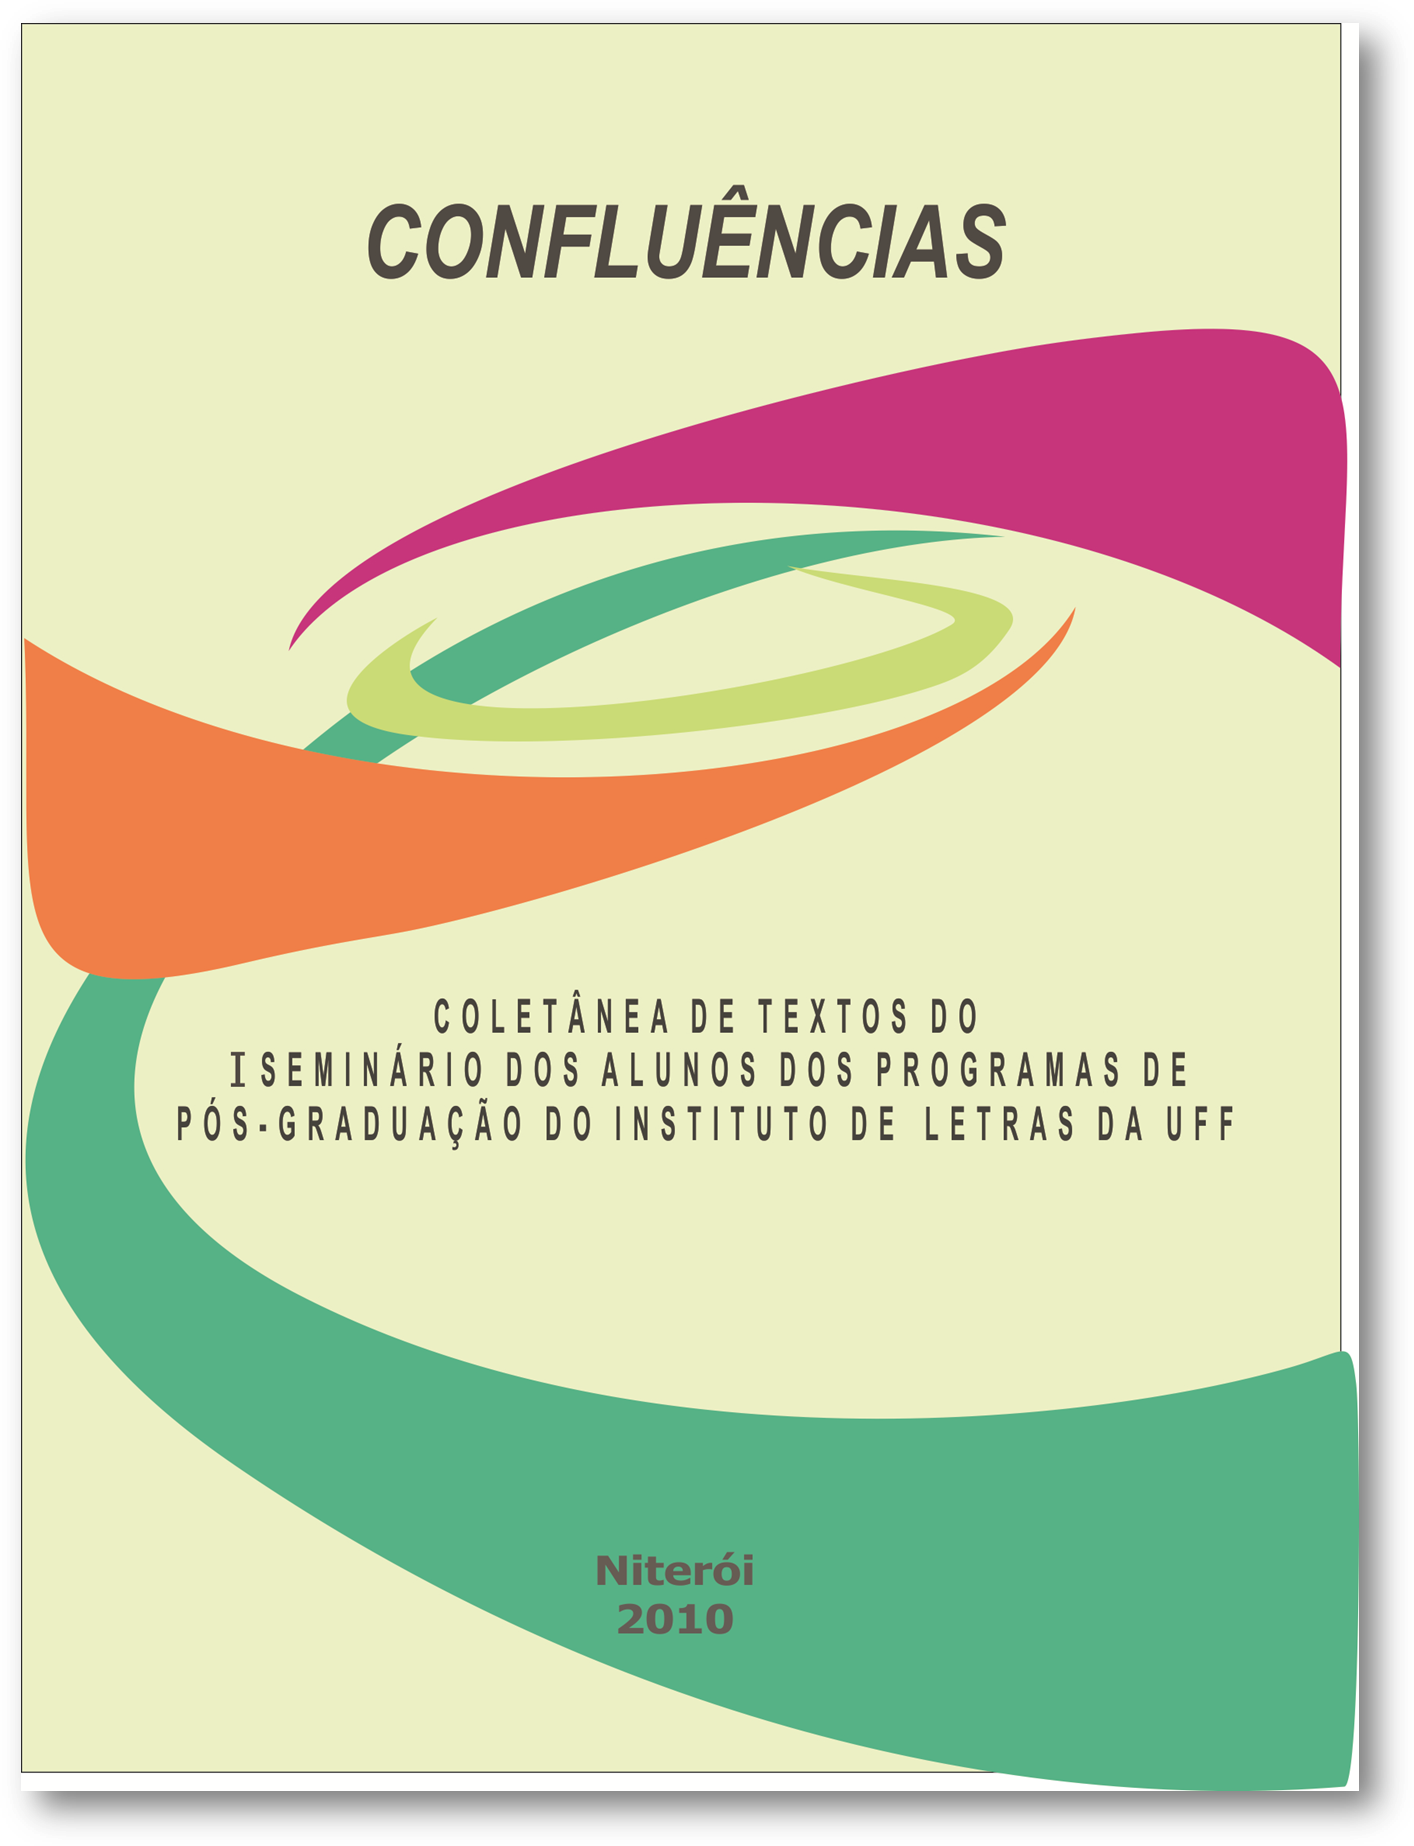 CONFLUÊNCIAS
COLETÂNEA DE TEXTOS DO
I SEMINÁRIO DOS ALUNOS DOS PROGRAMAS DE
PÓS-GRADUAÇÃO DO INSTITUTO DE LETRAS DA UFF
Niterói
2010